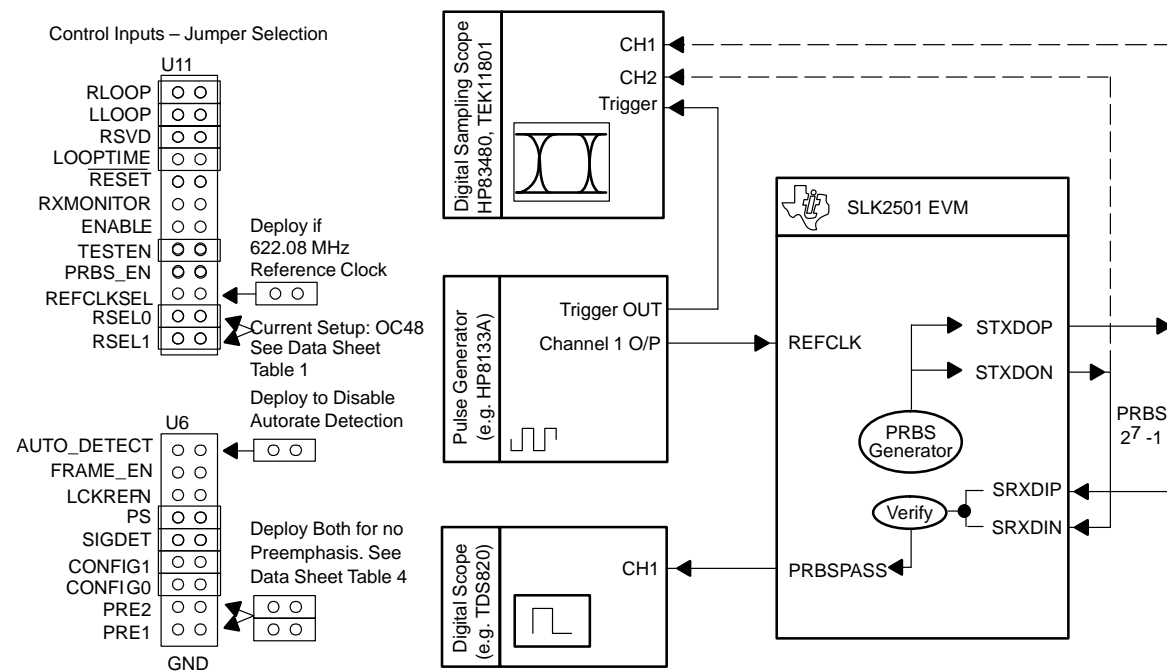 Control Inputs – Jumper Selection
U11
RLOOP
LLOOP
RSVD
LOOPTIME
RESET
RXMONITOR
ENABLE
TESTEN
PRBS_EN
REFCLKSEL
RSEL0
RSEL1
Deploy if
622.08 MHz
Reference Clock
Current Setup: OC48
See Data Sheet
Table 1
Deploy to Disable
Autorate Detection
U6
AUTO_DETECT
FRAME_EN
LCKREFN
PS
SIGDET
CONFIG1
CONFIG0
PRE2
PRE1
GND
Deploy Both for no
Preemphasis. See
Data Sheet Table 4
Digital Sampling Scope
HP83480, TEK11801
CH1
CH2
Trigger
Pulse Generator
(e.g. HP8133A)
Trigger OUT
Channel 1 O/P
Digital Scope
(e.g. TDS820)
CH1
SLK2501 EVM
REFCLK
STXDOP
STXDON
PRBS
Generator
SRXDIP
Verify
SRXDIN
PRBSPASS
PRBS
2⁷ -1